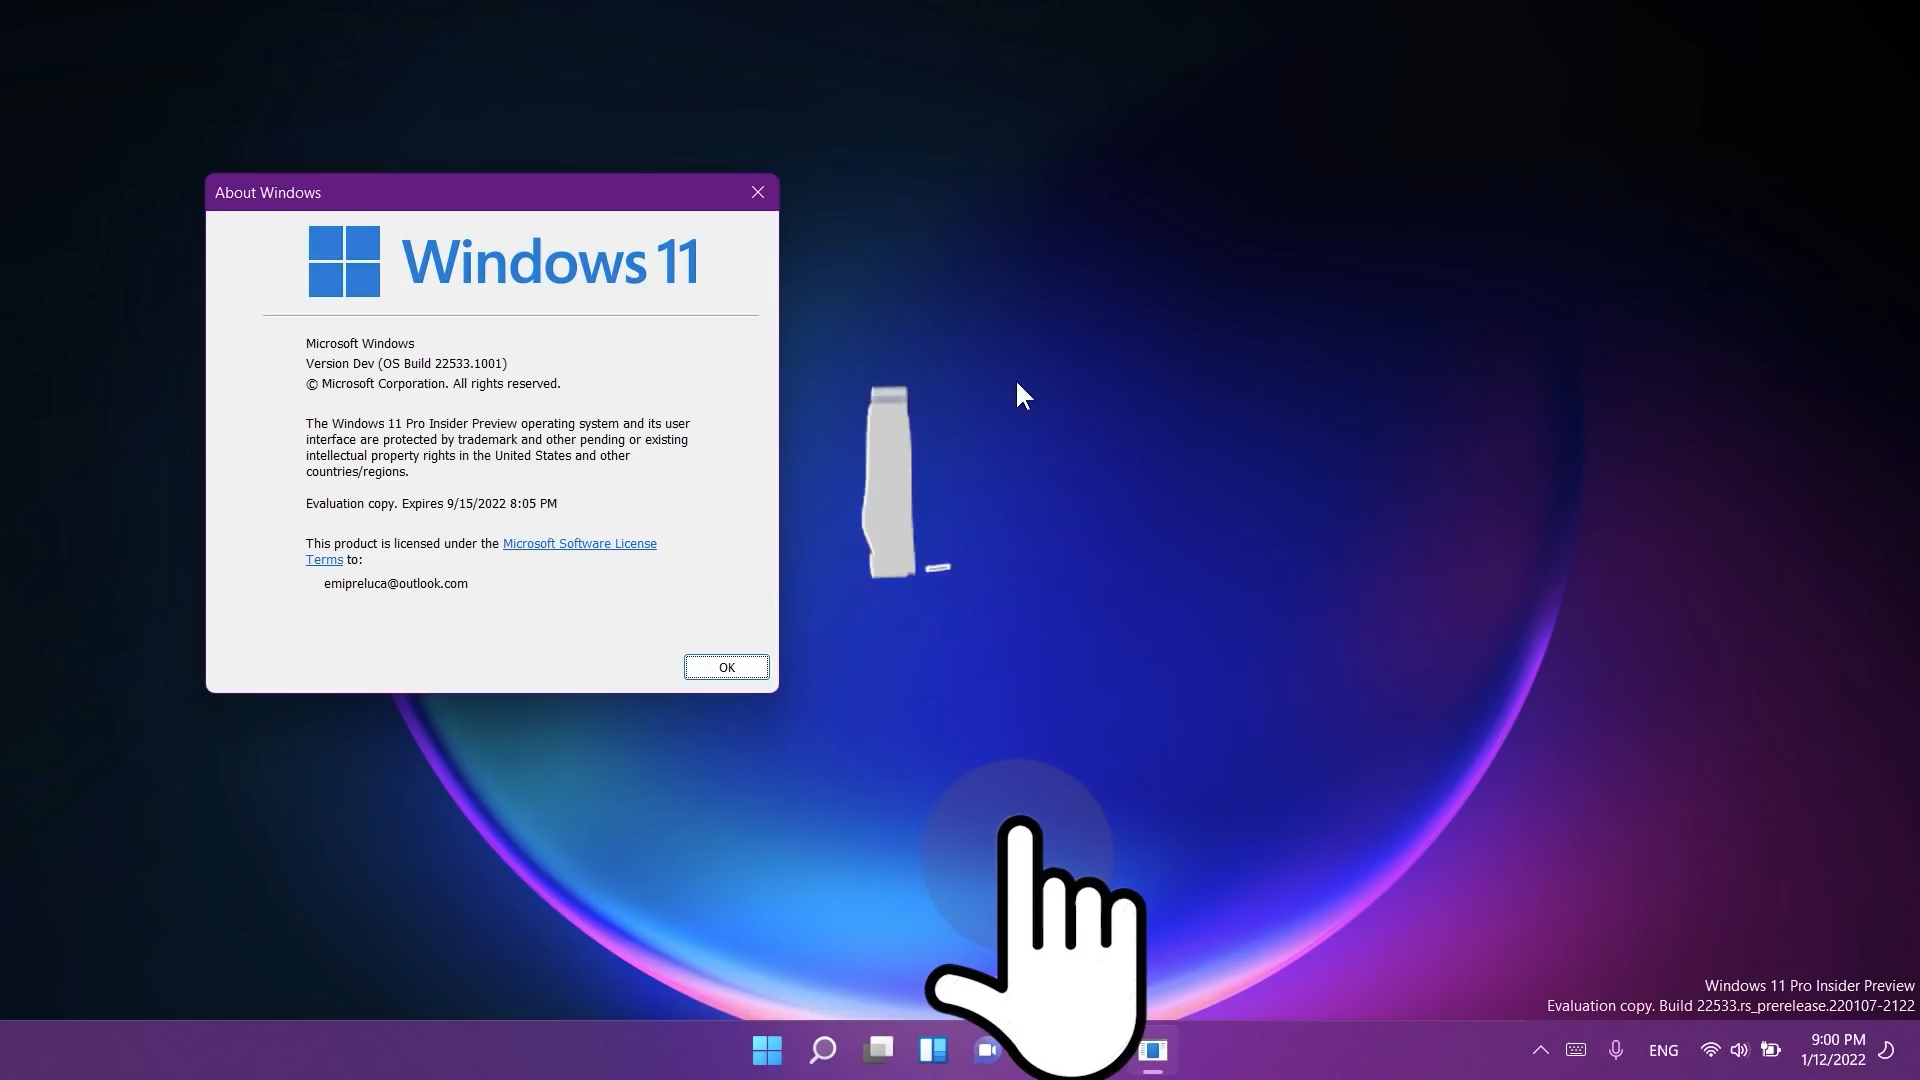 About Windows
Windows 11
Microsoft Windows
Version Dev (OS Build 22533.1001)
© Microsoft Corporation. All rights reserved.
The Windows 11 Pro Insider Preview operating system and its user
interface are protected by trademark and other pending or existing
intellectual property rights in the United States and other
countries/regions.
Evaluation copy. Expires 9/15/2022 8:05 PM
This product is licensed under the Microsoft Software License
Terms to:
emipreluca@outlook.com
OK
Windows 11 Pro Insider Preview
Evaluation copy. Build 22533.rs_prerelease.220107-2122
ENG
9:00 PM
1/12/2022